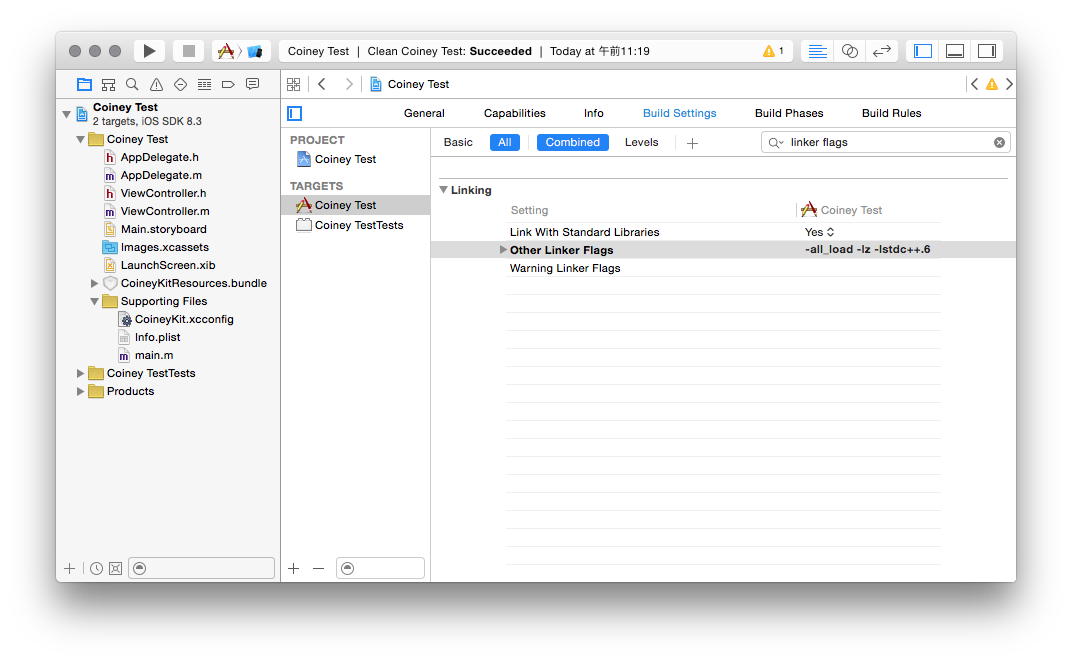 Coiney Test | Clean Coiney Test: Succeeded | Today at 午前11:19
1
Coiney Test
General
Capabilities
Info
Build Settings
Build Phases
Build Rules
Coiney Test
2 targets, iOS SDK 8.3
Coiney Test
h AppDelegate.h
m AppDelegate.m
h ViewController.h
m ViewController.m
Main.storyboard
Images.xcassets
LaunchScreen.xib
CoineyKitResources.bundle
Supporting Files
CoineyKit.xcconfig
Info.plist
m main.m
Coiney TestTests
Products
PROJECT
Coiney Test
TARGETS
Coiney Test
Coiney TestTests
Basic All Combined Levels
linker flags
Linking
Setting Coiney Test
Link With Standard Libraries Yes
Other Linker Flags -all_load -lz -lstdc++.6
Warning Linker Flags